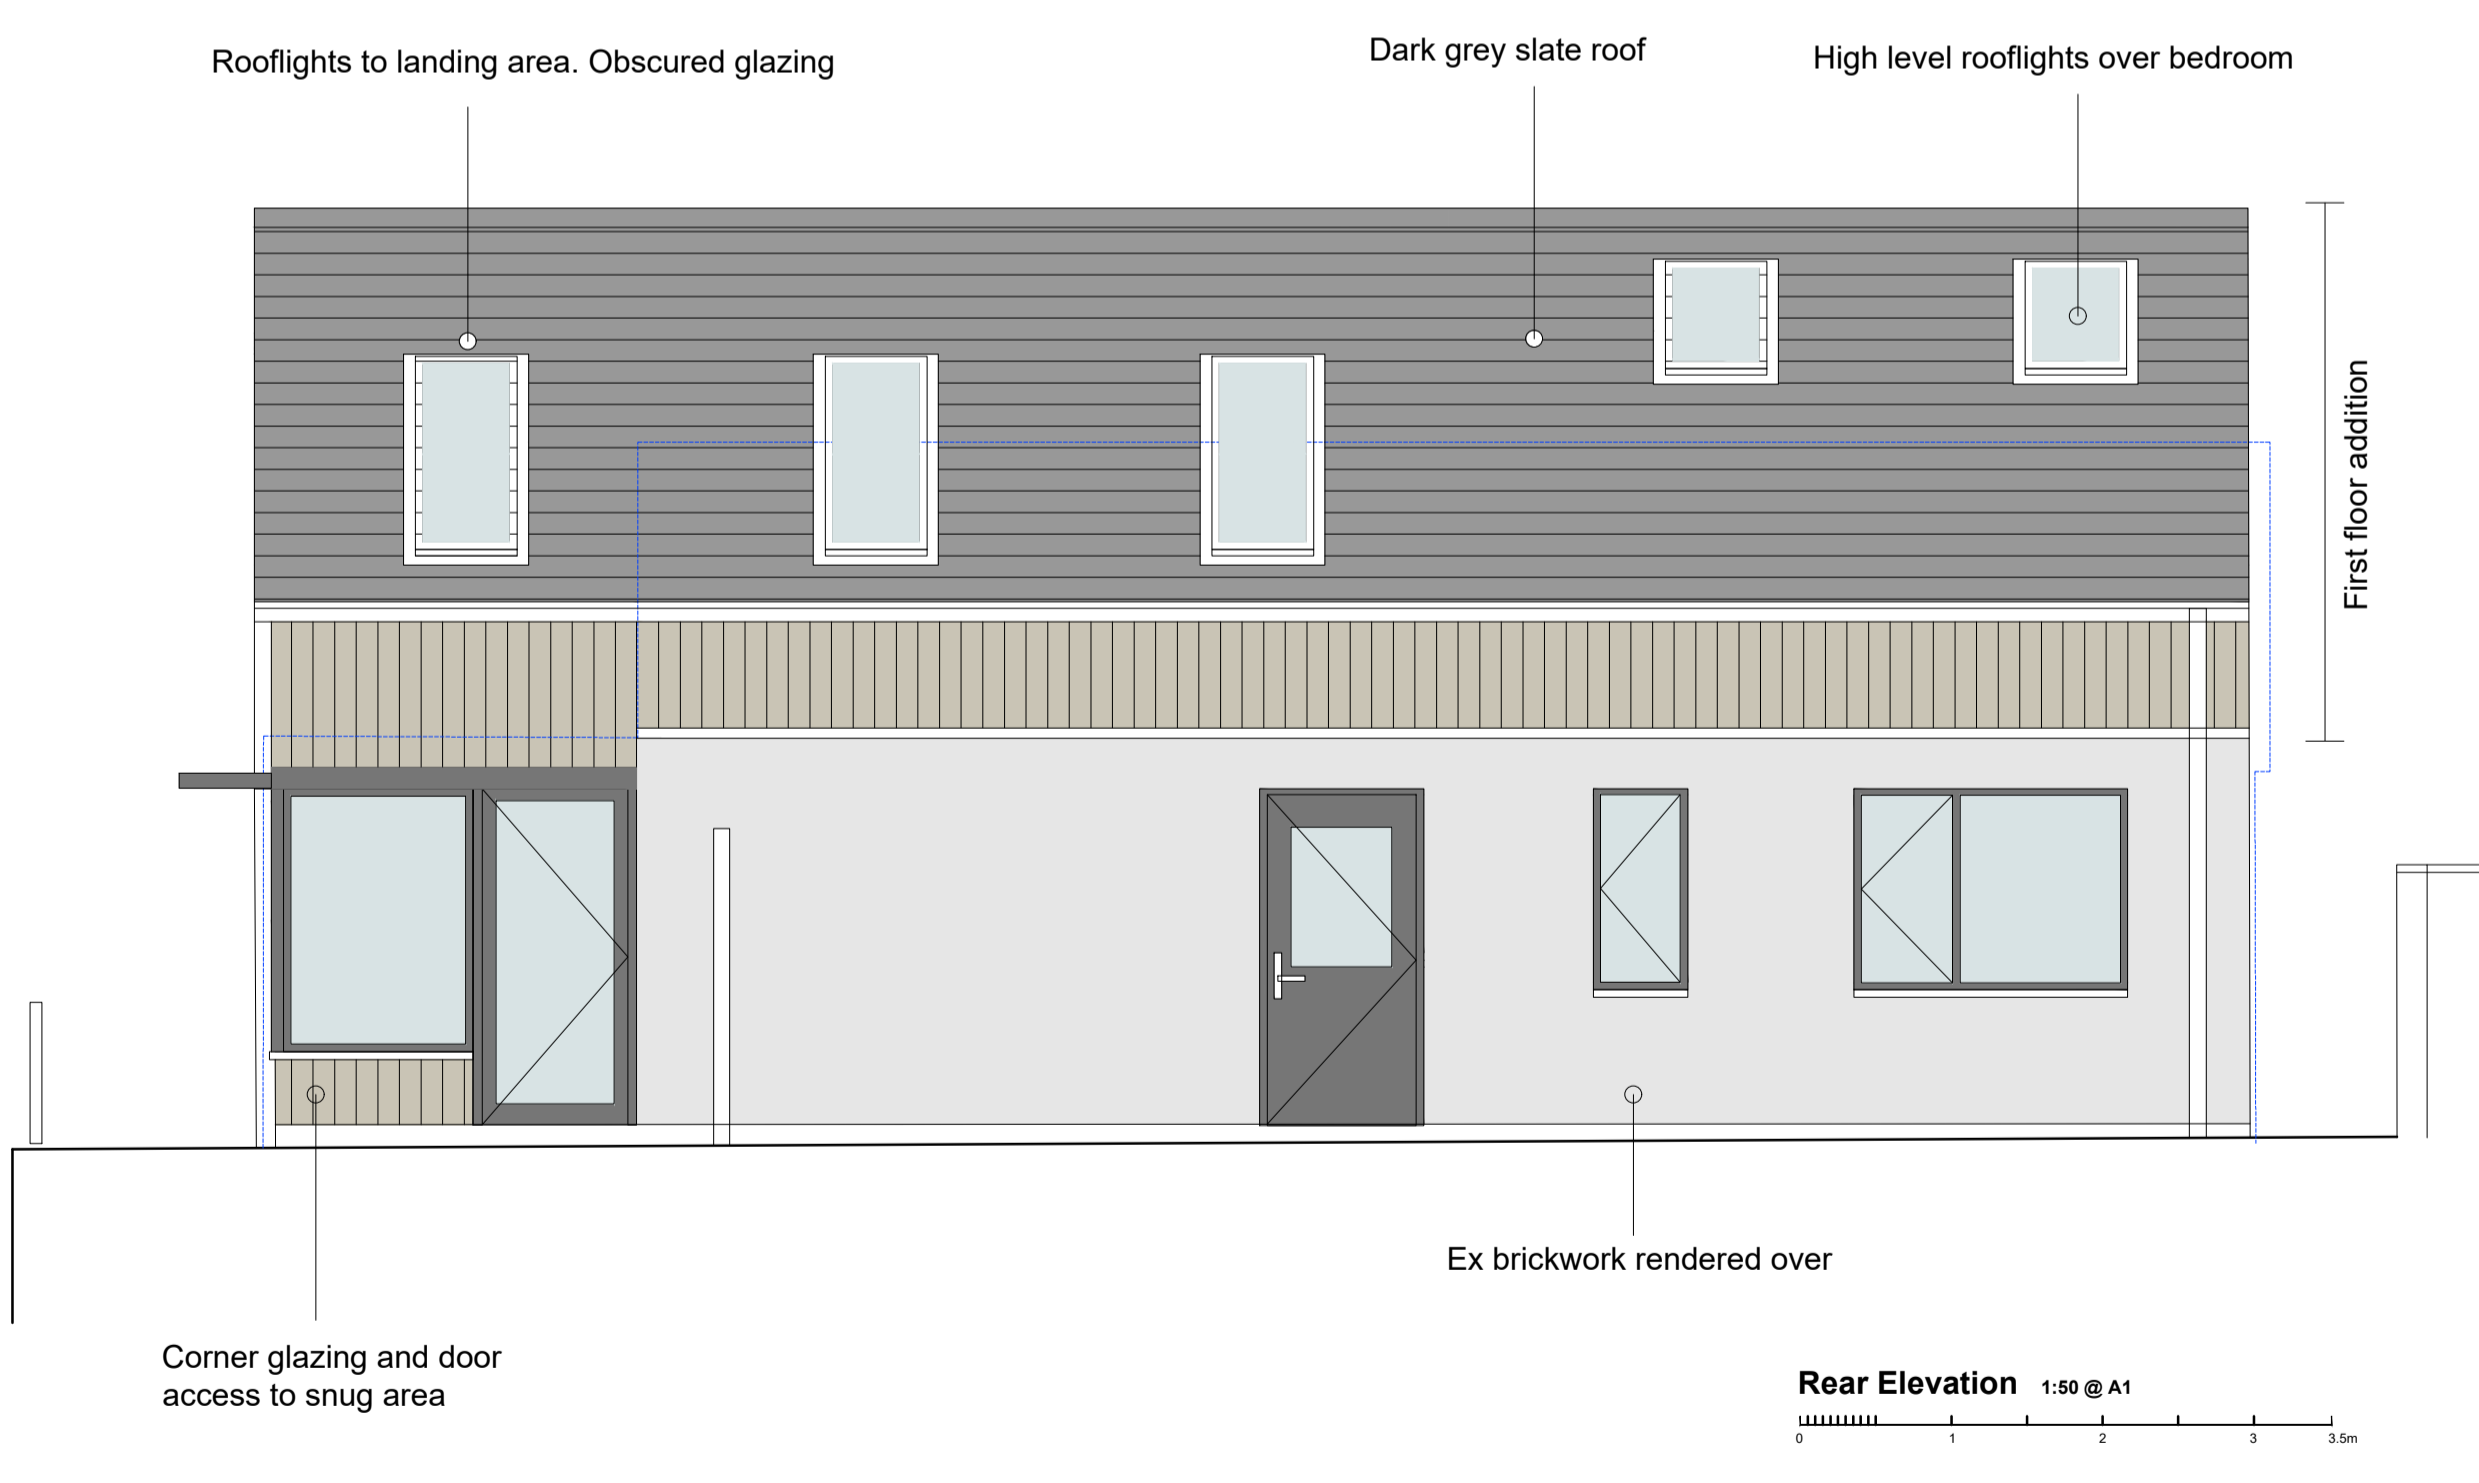 Rooflights to landing area. Obscured glazing
Dark grey slate roof
High level rooflights over bedroom
First floor addition
Ex brickwork rendered over
Corner glazing and door
access to snug area
Rear Elevation 1:50 @ A1
0 1 2 3 3.5m